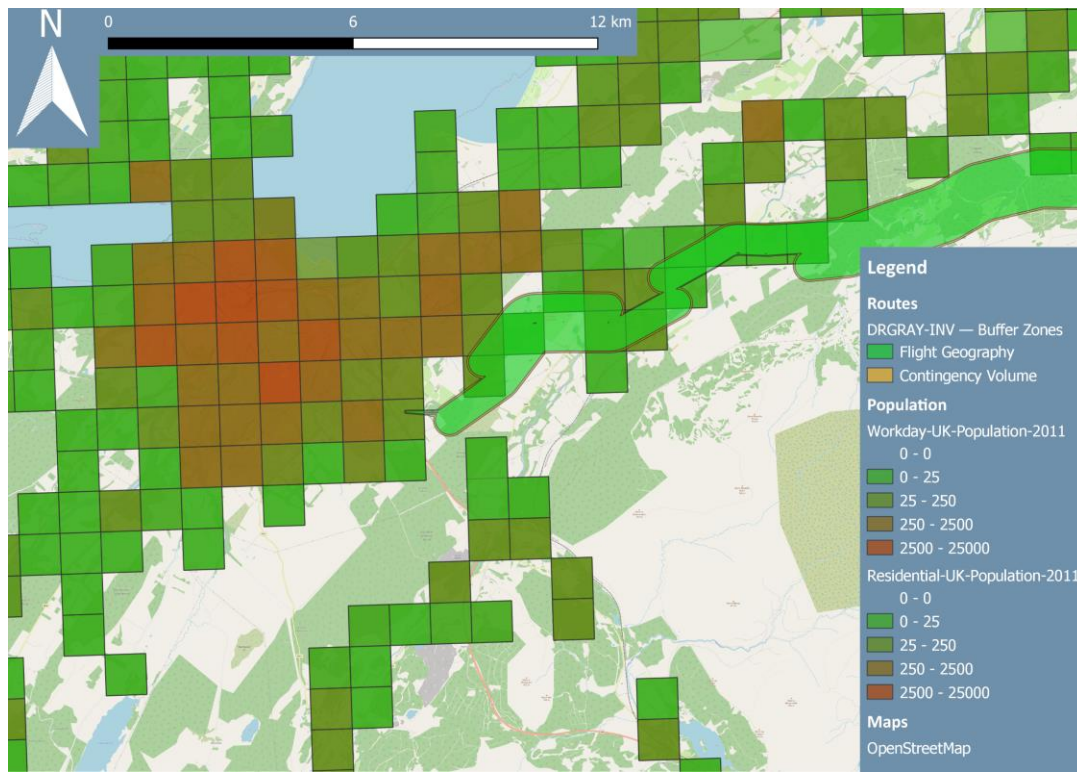 N
0 6 12 km
Legend
Routes
DRGRAY-INV — Buffer Zones
Flight Geography
Contingency Volume
Population
Workday-UK-Population-2011
0 - 0
0 - 25
25 - 250
250 - 2500
2500 - 25000
Residential-UK-Population-2011
0 - 0
0 - 25
25 - 250
250 - 2500
2500 - 25000
Maps
OpenStreetMap